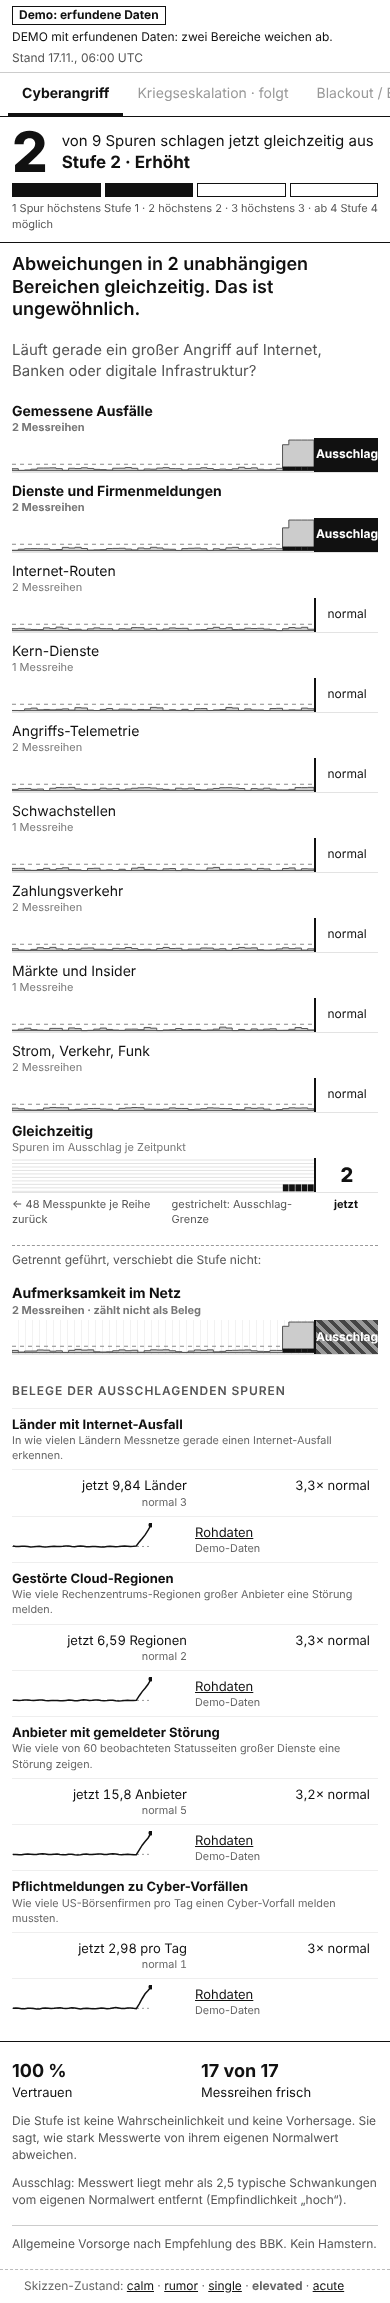 Demo: erfundene Daten
DEMO mit erfundenen Daten: zwei Bereiche weichen ab.
Stand 17.11., 06:00 UTC
Cyberangriff
Kriegseskalation · folgt
Blackout /
2
von 9 Spuren schlagen jetzt gleichzeitig aus
Stufe 2 · Erhöht
1 Spur höchstens Stufe 1 · 2 höchstens 2 · 3 höchstens 3 · ab 4 Stufe 4
möglich
Abweichungen in 2 unabhängigen
Bereichen gleichzeitig. Das ist
ungewöhnlich.
Läuft gerade ein großer Angriff auf Internet,
Banken oder digitale Infrastruktur?
Gemessene Ausfälle
2 Messreihen
Ausschlag
Dienste und Firmenmeldungen
2 Messreihen
Ausschlag
Internet-Routen
2 Messreihen
normal
Kern-Dienste
1 Messreihe
normal
Angriffs-Telemetrie
2 Messreihen
normal
Schwachstellen
1 Messreihe
normal
Zahlungsverkehr
2 Messreihen
normal
Märkte und Insider
1 Messreihe
normal
Strom, Verkehr, Funk
2 Messreihen
normal
Gleichzeitig
Spuren im Ausschlag je Zeitpunkt
2
← 48 Messpunkte je Reihe
zurück
gestrichelt: Ausschlag-
Grenze
jetzt
Getrennt geführt, verschiebt die Stufe nicht:
Aufmerksamkeit im Netz
2 Messreihen · zählt nicht als Beleg
Ausschlag
BELEGE DER AUSSCHLAGENDEN SPUREN
Länder mit Internet-Ausfall
In wie vielen Ländern Messnetze gerade einen Internet-Ausfall
erkennen.
jetzt 9,84 Länder
normal 3
3,3× normal
Rohdaten
Demo-Daten
Gestörte Cloud-Regionen
Wie viele Rechenzentrums-Regionen großer Anbieter eine Störung
melden.
jetzt 6,59 Regionen
normal 2
3,3× normal
Rohdaten
Demo-Daten
Anbieter mit gemeldeter Störung
Wie viele von 60 beobachteten Statusseiten großer Dienste eine
Störung zeigen.
jetzt 15,8 Anbieter
normal 5
3,2× normal
Rohdaten
Demo-Daten
Pflichtmeldungen zu Cyber-Vorfällen
Wie viele US-Börsenfirmen pro Tag einen Cyber-Vorfall melden
mussten.
jetzt 2,98 pro Tag
normal 1
3× normal
Rohdaten
Demo-Daten
100 %
Vertrauen
17 von 17
Messreihen frisch
Die Stufe ist keine Wahrscheinlichkeit und keine Vorhersage. Sie
sagt, wie stark Messwerte von ihrem eigenen Normalwert
abweichen.
Ausschlag: Messwert liegt mehr als 2,5 typische Schwankungen
vom eigenen Normalwert entfernt (Empfindlichkeit „hoch“).
Allgemeine Vorsorge nach Empfehlung des BBK. Kein Hamstern.
Skizzen-Zustand: calm · rumor · single · elevated · acute